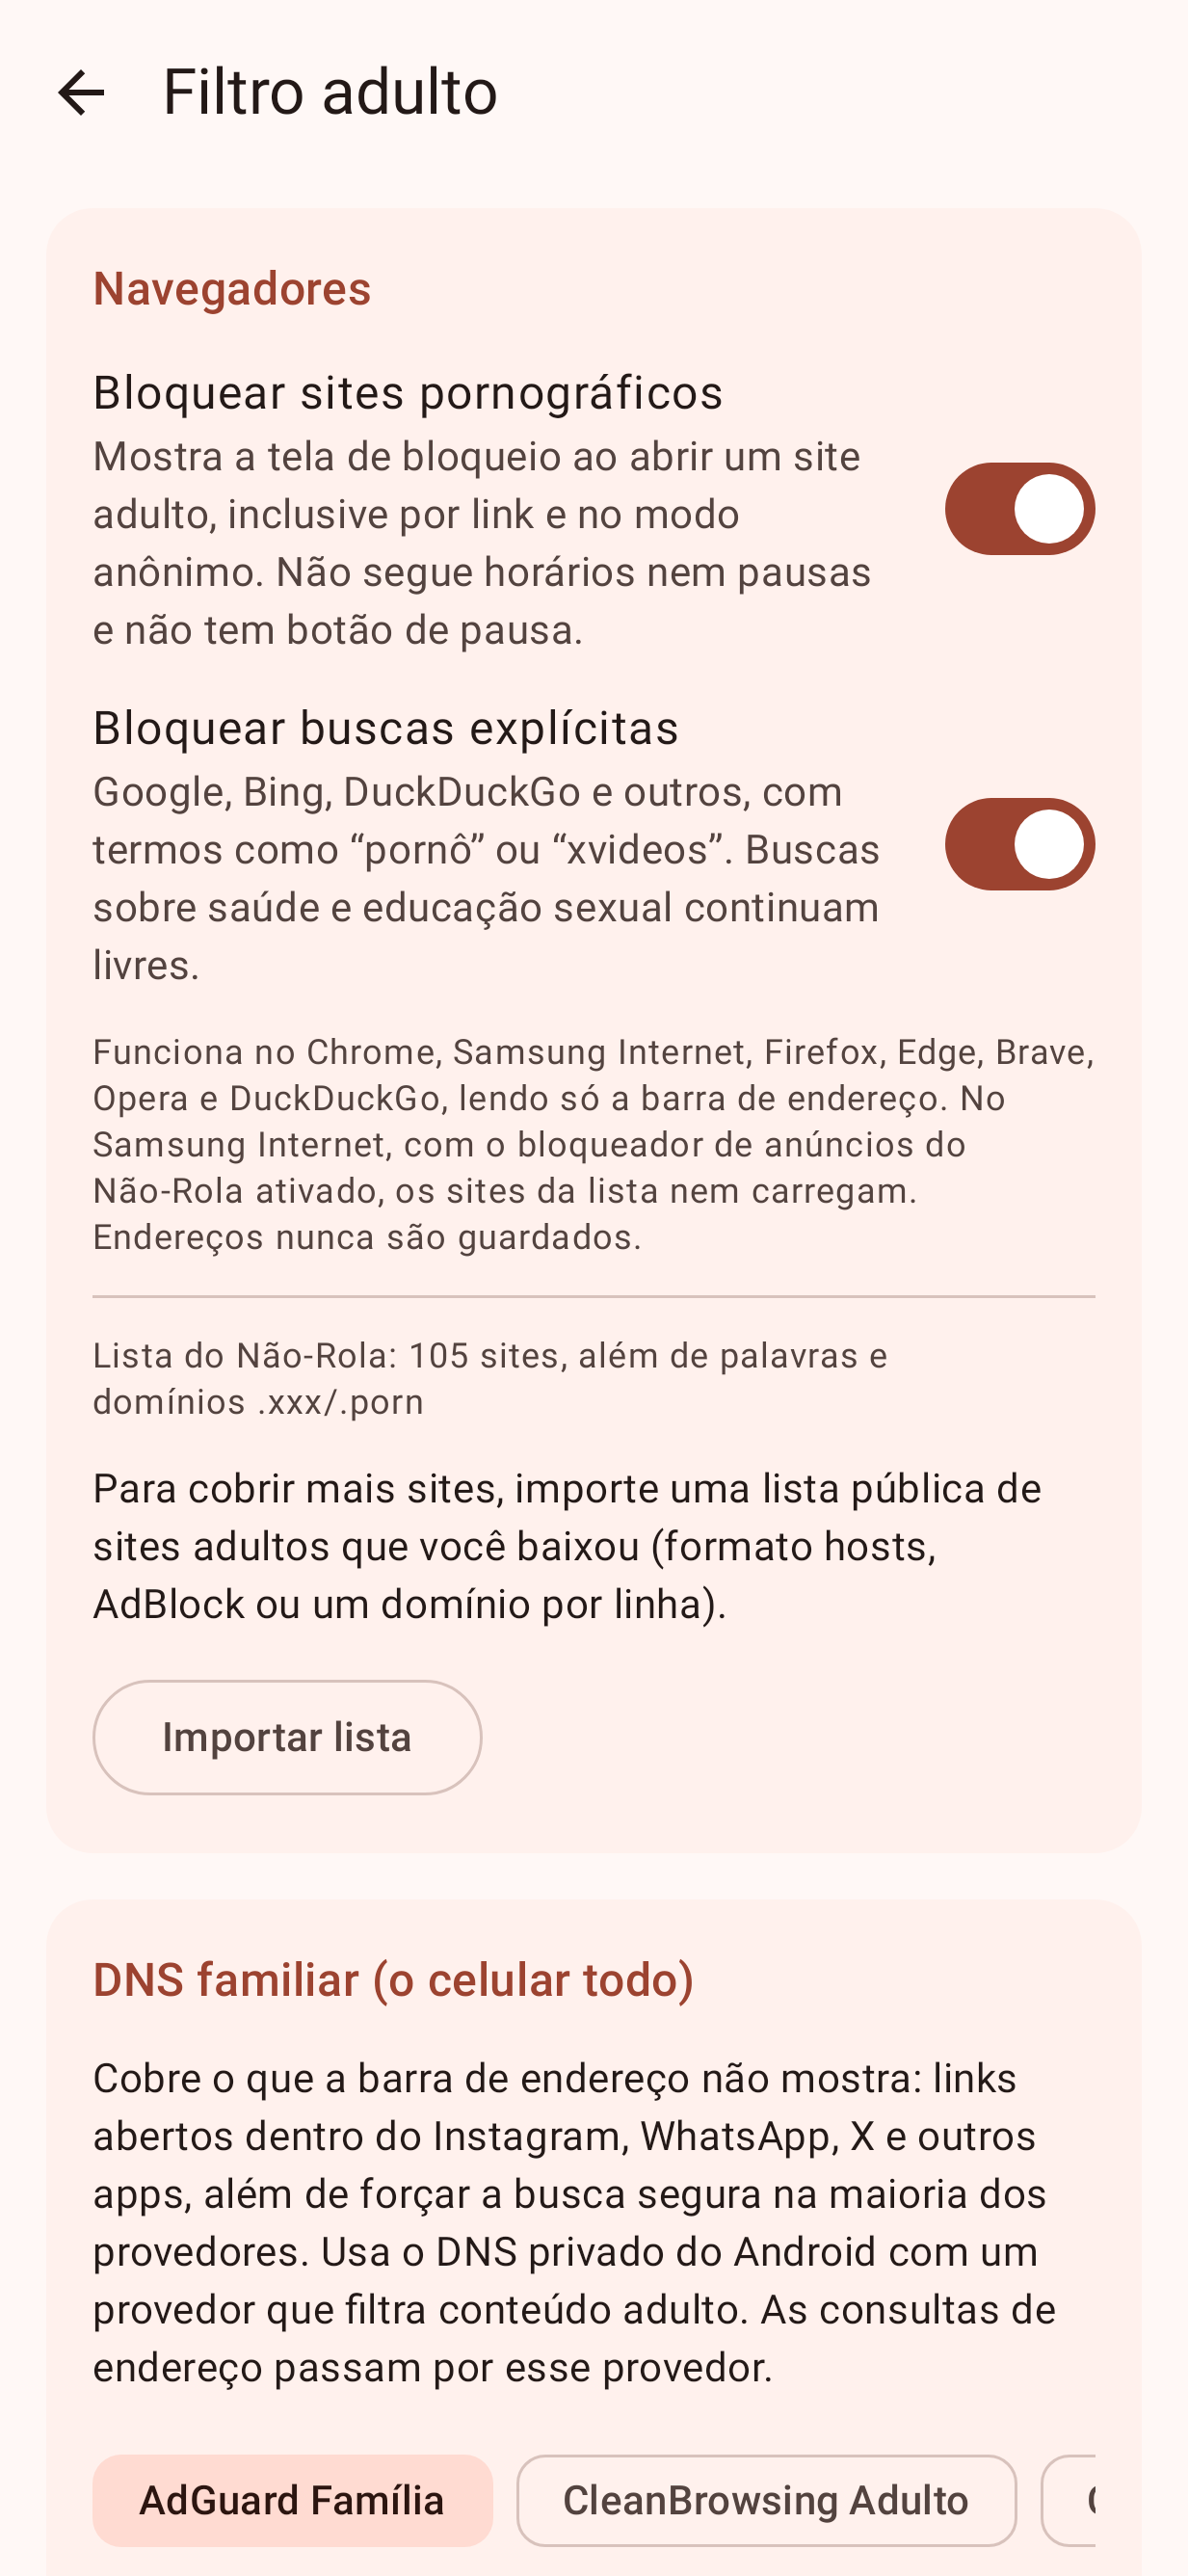 Filtro adulto
Navegadores
Bloquear sites pornográficos
Mostra a tela de bloqueio ao abrir um site
adulto, inclusive por link e no modo
anônimo. Não segue horários nem pausas
e não tem botão de pausa.
Bloquear buscas explícitas
Google, Bing, DuckDuckGo e outros, com
termos como “pornô” ou “xvideos”. Buscas
sobre saúde e educação sexual continuam
livres.
Funciona no Chrome, Samsung Internet, Firefox, Edge, Brave,
Opera e DuckDuckGo, lendo só a barra de endereço. No
Samsung Internet, com o bloqueador de anúncios do
Não-Rola ativado, os sites da lista nem carregam.
Endereços nunca são guardados.
Lista do Não-Rola: 105 sites, além de palavras e
domínios .xxx/.porn
Para cobrir mais sites, importe uma lista pública de
sites adultos que você baixou (formato hosts,
AdBlock ou um domínio por linha).
Importar lista
DNS familiar (o celular todo)
Cobre o que a barra de endereço não mostra: links
abertos dentro do Instagram, WhatsApp, X e outros
apps, além de forçar a busca segura na maioria dos
provedores. Usa o DNS privado do Android com um
provedor que filtra conteúdo adulto. As consultas de
endereço passam por esse provedor.
AdGuard Família CleanBrowsing Adulto